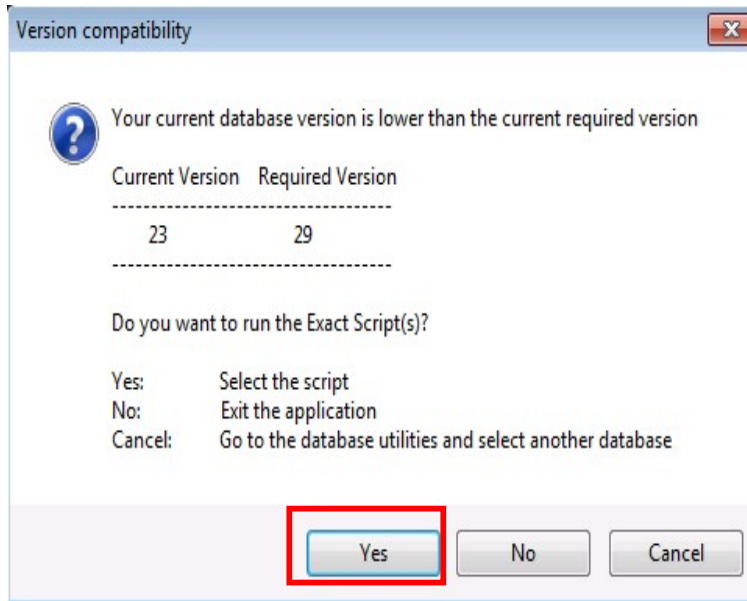 Version compatibility
Your current database version is lower than the current required version
Current Version Required Version
----------------------------------
23 29
----------------------------------
Do you want to run the Exact Script(s)?
Yes: Select the script
No: Exit the application
Cancel: Go to the database utilities and select another database
Yes No Cancel